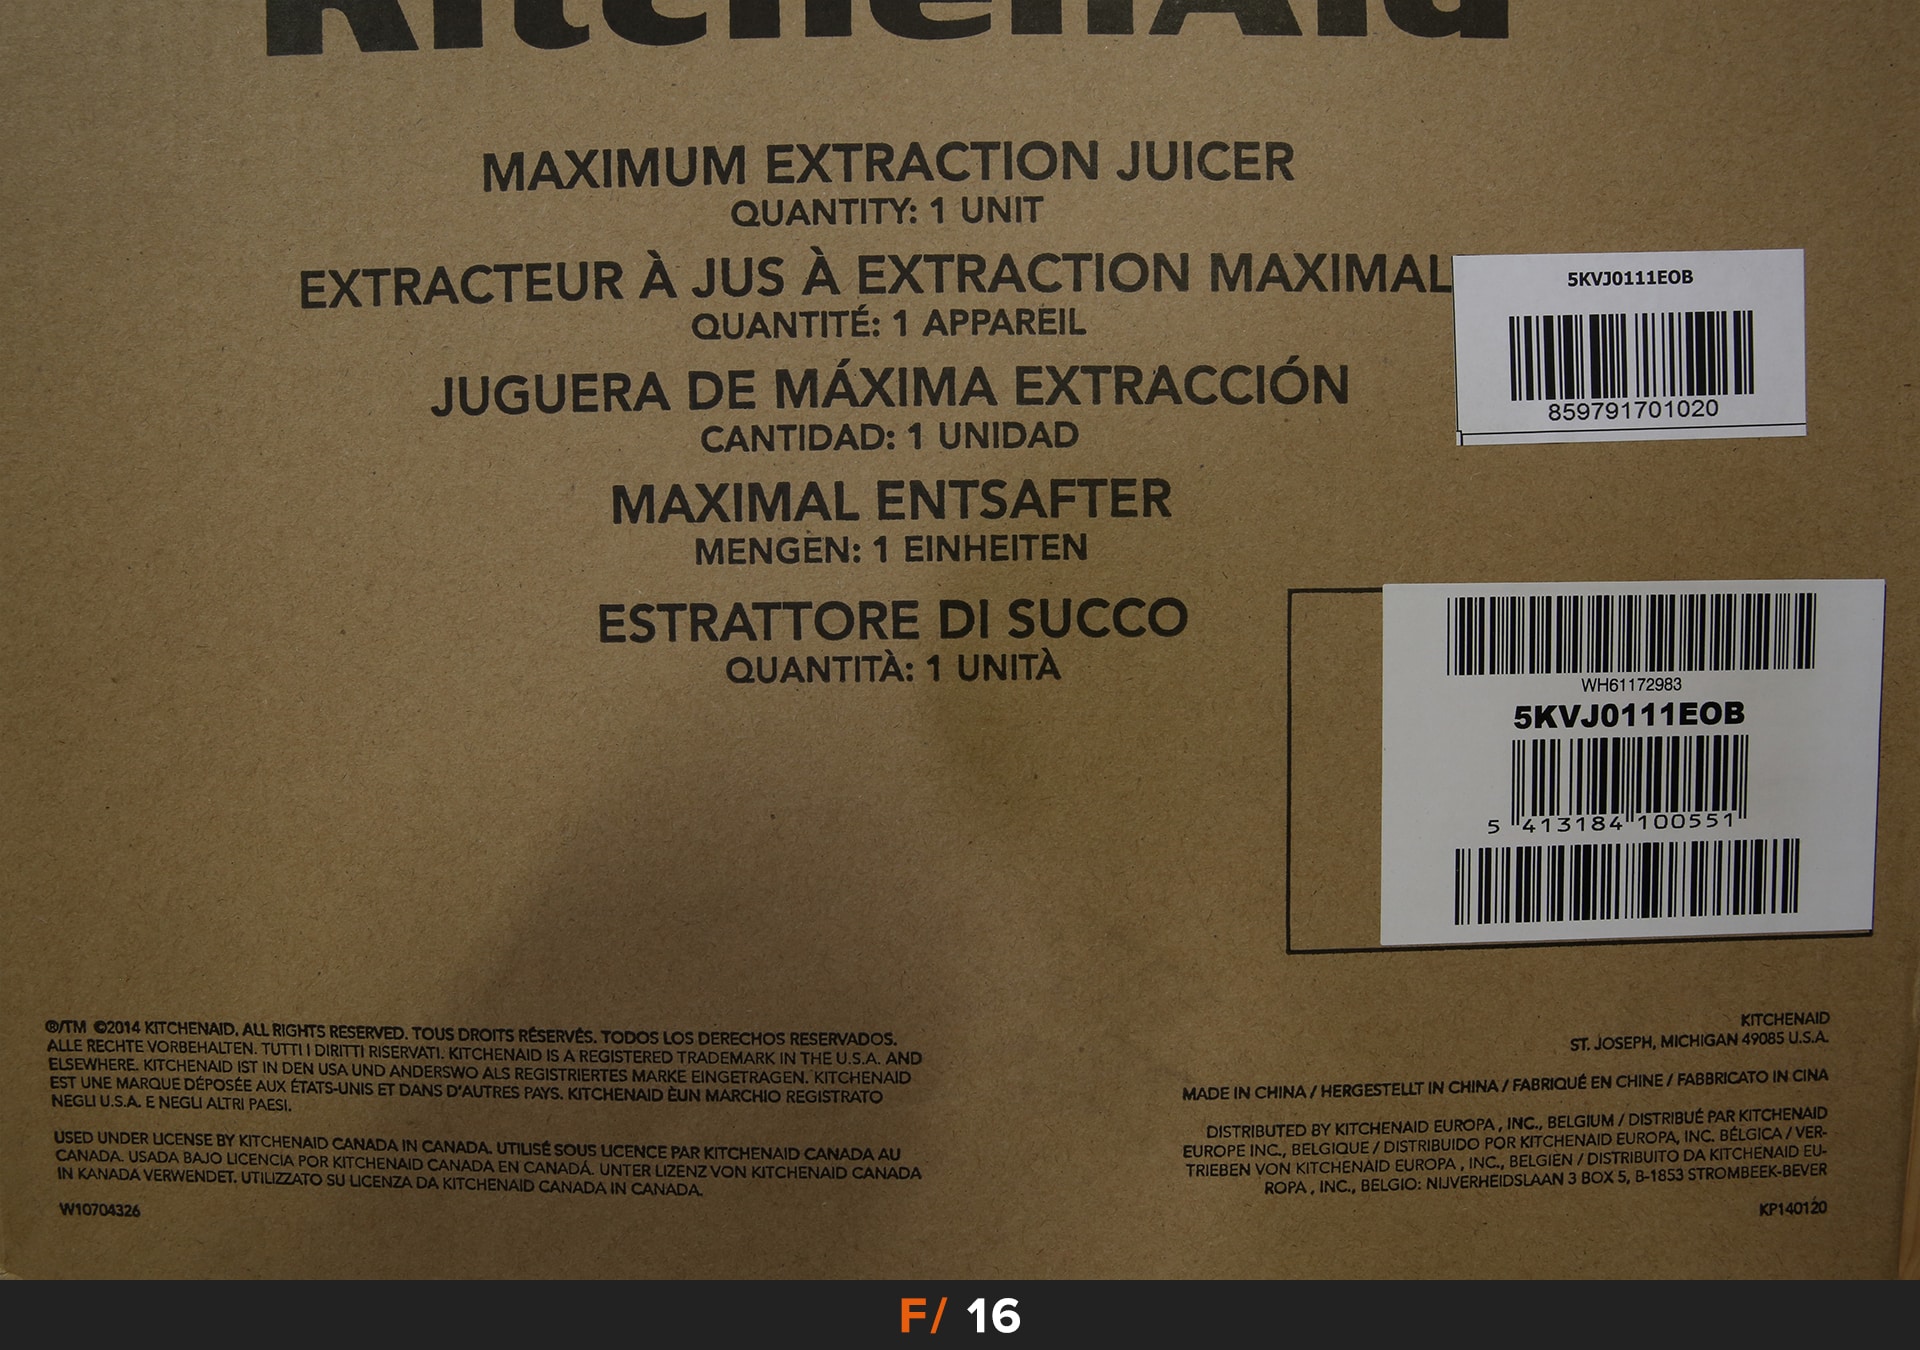 KitchenAid
MAXIMUM EXTRACTION JUICER
QUANTITY: 1 UNIT
EXTRACTEUR À JUS À EXTRACTION MAXIMAL
QUANTITÉ: 1 APPAREIL
JUGUERA DE MÁXIMA EXTRACCIÓN
CANTIDAD: 1 UNIDAD
MAXIMAL ENTSAFTER
MENGEN: 1 EINHEITEN
ESTRATTORE DI SUCCO
QUANTITÀ: 1 UNITÀ
5KVJ0111EOB
859791701020
WH61172983
5KVJ0111EOB
5 413184 100551
®/TM ©2014 KITCHENAID. ALL RIGHTS RESERVED. TOUS DROITS RÉSERVÉS. TODOS LOS DERECHOS RESERVADOS.
ALLE RECHTE VORBEHALTEN. TUTTI I DIRITTI RISERVATI. KITCHENAID IS A REGISTERED TRADEMARK IN THE U.S.A. AND
ELSEWHERE. KITCHENAID IST IN DEN USA UND ANDERSWO ALS REGISTRIERTES MARKE EINGETRAGEN. KITCHENAID
EST UNE MARQUE DÉPOSÉE AUX ÉTATS-UNIS ET DANS D'AUTRES PAYS. KITCHENAID ÈUN MARCHIO REGISTRATO
NEGLI U.S.A. E NEGLI ALTRI PAESI.
USED UNDER LICENSE BY KITCHENAID CANADA IN CANADA. UTILISÉ SOUS LICENCE PAR KITCHENAID CANADA AU
CANADA. USADA BAJO LICENCIA POR KITCHENAID CANADA EN CANADÁ. UNTER LIZENZ VON KITCHENAID CANADA
IN KANADA VERWENDET. UTILIZZATO SU LICENZA DA KITCHENAID CANADA IN CANADA.
W10704326
KITCHENAID
ST. JOSEPH, MICHIGAN 49085 U.S.A.
MADE IN CHINA / HERGESTELLT IN CHINA / FABRIQUÉ EN CHINE / FABBRICATO IN CINA
DISTRIBUTED BY KITCHENAID EUROPA , INC., BELGIUM / DISTRIBUÉ PAR KITCHENAID
EUROPE INC., BELGIQUE / DISTRIBUIDO POR KITCHENAID EUROPA, INC. BÉLGICA / VER-
TRIEBEN VON KITCHENAID EUROPA , INC., BELGIEN / DISTRIBUITO DA KITCHENAID EU-
ROPA , INC., BELGIO: NIJVERHEIDSLAAN 3 BOX 5, B-1853 STROMBEEK-BEVER
KP140120
F/ 16